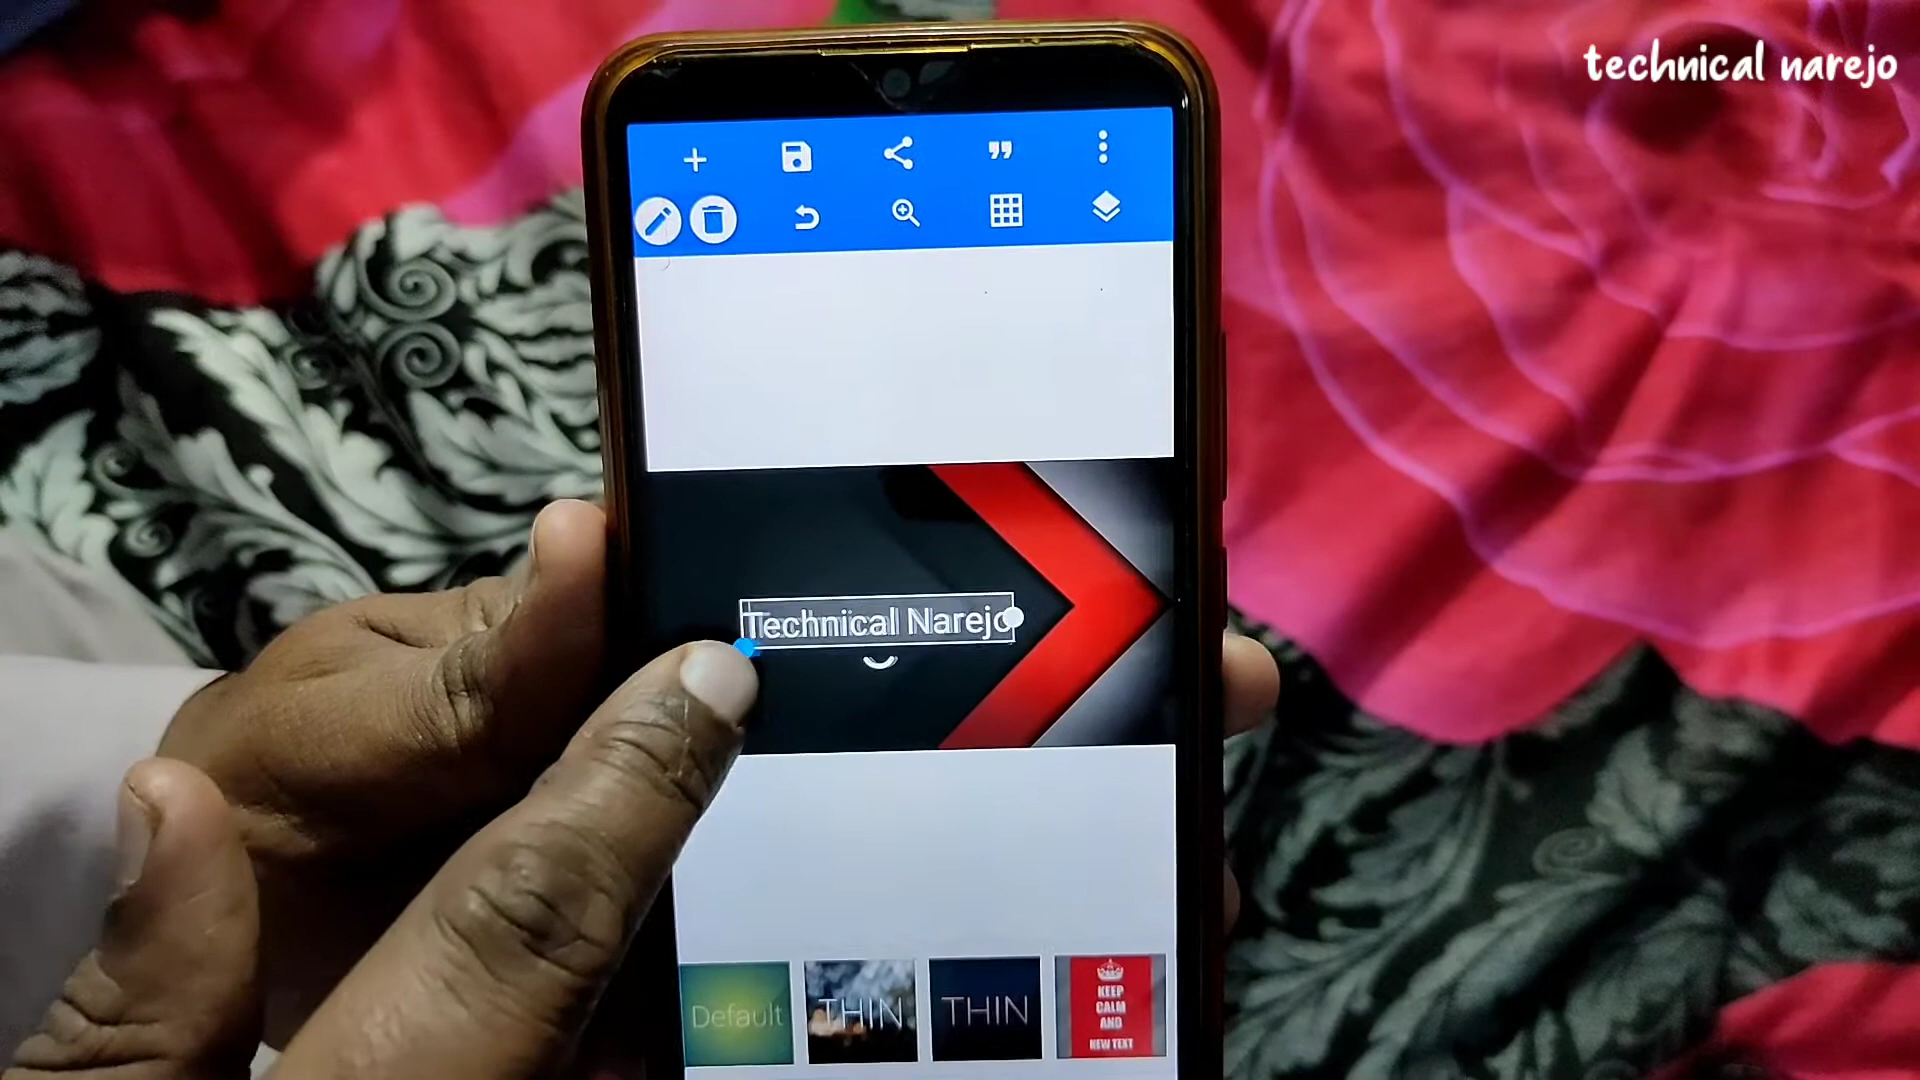 technical narejo
Technical Narejo
Default
THIN
THIN
KEEP
CALM
AND
NEW TEXT